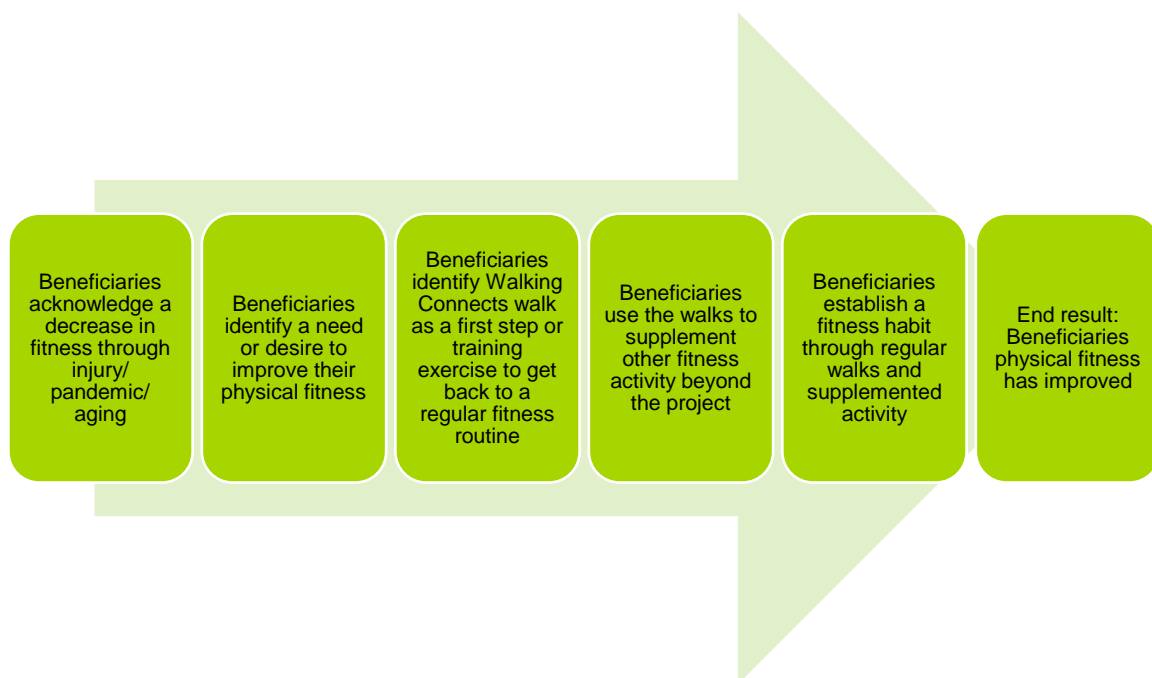 Beneficiaries
acknowledge a
decrease in
fitness through
injury/
pandemic/
aging
Beneficiaries
identify a need
or desire to
improve their
physical fitness
Beneficiaries
identify Walking
Connects walk
as a first step or
training
exercise to get
back to a
regular fitness
routine
Beneficiaries
use the walks to
supplement
other fitness
activity beyond
the project
Beneficiaries
establish a
fitness habit
through regular
walks and
supplemented
activity
End result:
Beneficiaries
physical fitness
has improved